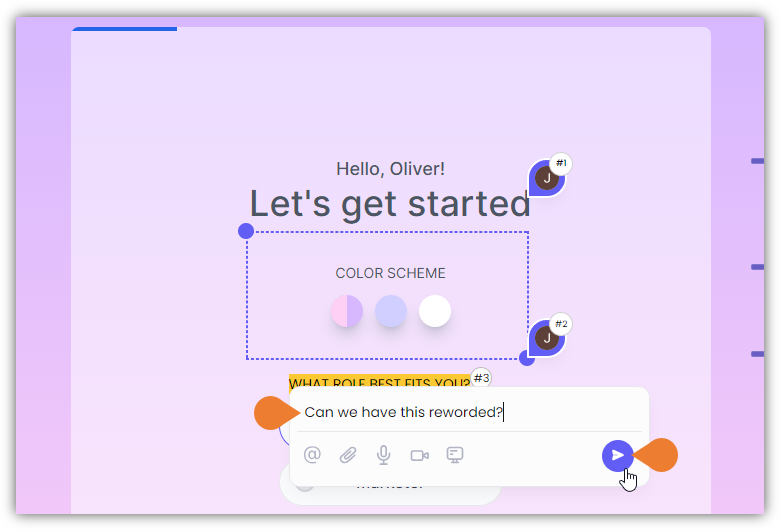 Hello, Oliver!
#1
J
Let's get started
COLOR SCHEME
#2
J
WHAT ROLE BEST FITS YOU?
#3
Can we have this reworded?
@